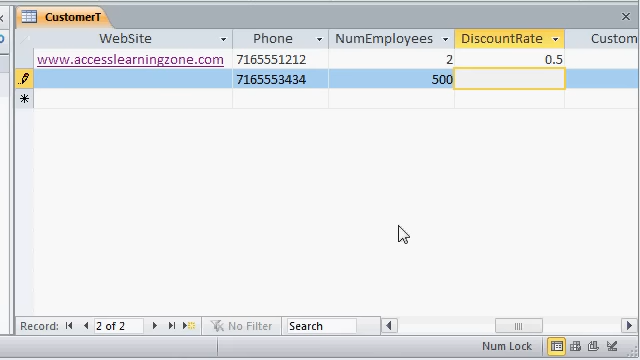 CustomerT
WebSite Phone NumEmployees DiscountRate Custom
www.accesslearningzone.com 7165551212 2 0.5
7165553434 500
Record: 2 of 2 No Filter Search
Num Lock